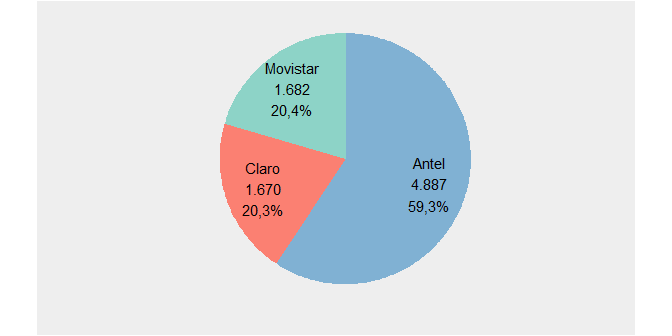 Movistar
1.682
20,4%
Claro
1.670
20,3%
Antel
4.887
59,3%